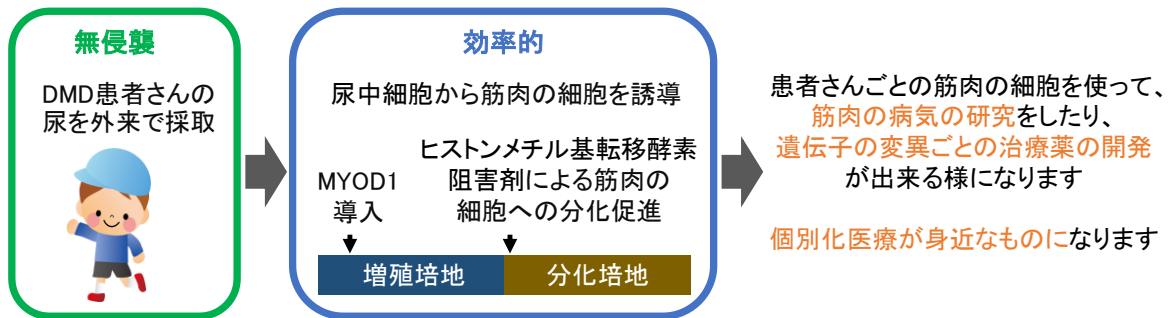 無侵襲
DMD患者さんの
尿を外来で採取
効率的
尿中細胞から筋肉の細胞を誘導
MYOD1
導入
ヒストンメチル基転移酵素
阻害剤による筋肉の
細胞への分化促進
増殖培地
分化培地
患者さんごとの筋肉の細胞を使って、
筋肉の病気の研究をしたり、
遺伝子の変異ごとの治療薬の開発
が出来る様になります
個別化医療が身近なものになります